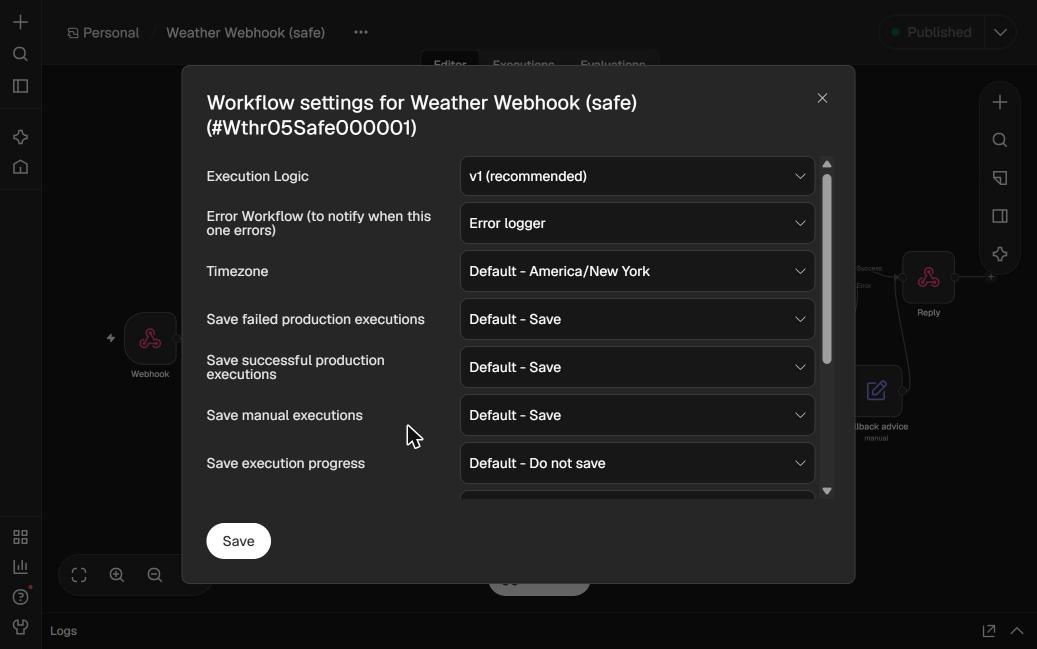 Personal / Weather Webhook (safe) ...
Published
Editor Executions Evaluations
Workflow settings for Weather Webhook (safe)
(#Wthr05Safe000001)
Execution Logic
v1 (recommended)
Error Workflow (to notify when this
one errors)
Error logger
Timezone
Default - America/New York
Save failed production executions
Default - Save
Save successful production
executions
Default - Save
Save manual executions
Default - Save
Save execution progress
Default - Do not save
Save
Webhook
Success
Error
Reply
lback advice
manual
Logs